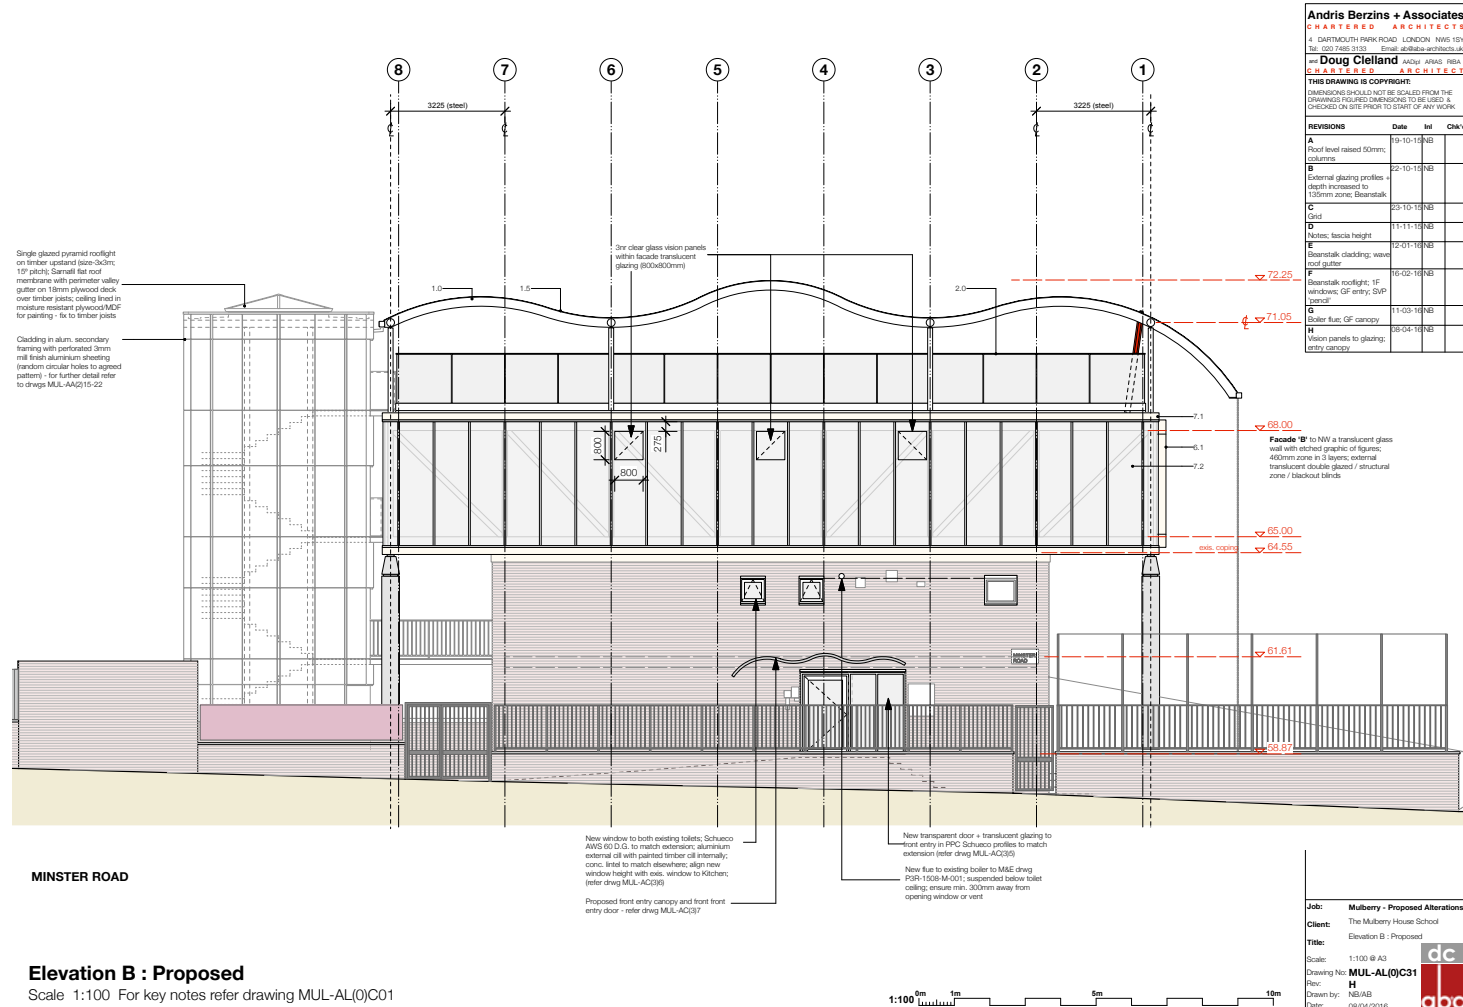 Andris Berzins + Associates
CHARTERED ARCHITECTS
4 DARTMOUTH PARK ROAD LONDON NW5 1SY
Tel: 020 7485 3133 Email: ab@aba-architects.uk
and Doug Clelland AADipl ARIAS RIBA
CHARTERED ARCHITECT
THIS DRAWING IS COPYRIGHT:
DIMENSIONS SHOULD NOT BE SCALED FROM THE
DRAWINGS FIGURED DIMENSIONS TO BE USED &
CHECKED ON SITE PRIOR TO START OF ANY WORK
REVISIONS Date Inl Chk'd
A 19-10-15 NB
Roof level raised 50mm;
columns
B 22-10-15 NB
External glazing profiles +
depth increased to
135mm zone; Beanstalk
C 23-10-15 NB
Grid
D 11-11-15 NB
Notes; fascia height
E 12-01-16 NB
Beanstalk cladding; wave
roof gutter
F 16-02-16 NB
Beanstalk rooflight; 1F
windows; GF entry; SVP
'pencil'
G 11-03-16 NB
Boiler flue; GF canopy
H 08-04-16 NB
Vision panels to glazing;
entry canopy
8 7 6 5 4 3 2 1
3225 (steel)
3225 (steel)
Single glazed pyramid rooflight
on timber upstand (size-3x3m;
15º pitch); Sarnafil flat roof
membrane with perimeter valley
gutter on 18mm plywood deck
over timber joists; ceiling lined in
moisture resistant plywood/MDF
for painting - fix to timber joists
Cladding in alum. secondary
framing with perforated 3mm
mill finish aluminium sheeting
(random circular holes to agreed
pattern) - for further detail refer
to drwgs MUL-AA(2)15-22
3nr clear glass vision panels
within facade translucent
glazing (800x800mm)
1.0
1.5
2.0
72.25
71.05
7.1
68.00
6.1
7.2
Facade 'B' to NW a translucent glass
wall with etched graphic of figures;
460mm zone in 3 layers; external
translucent double glazed / structural
zone / blackout blinds
800
275
800
65.00
exis. coping 64.55
61.61
58.87
MINSTER
ROAD
New window to both existing toilets; Schueco
AWS 60 D.G. to match extension; aluminium
external cill with painted timber cill internally;
conc. lintel to match elsewhere; align new
window height with exis. window to Kitchen;
(refer drwg MUL-AC(3)6)
Proposed front entry canopy and front front
entry door - refer drwg MUL-AC(3)7
New transparent door + translucent glazing to
front entry in PPC Schueco profiles to match
extension (refer drwg MUL-AC(3)5)
New flue to existing boiler to M&E drwg
P3R-1508-M-001; suspended below toilet
ceiling; ensure min. 300mm away from
opening window or vent
MINSTER ROAD
Elevation B : Proposed
Scale 1:100 For key notes refer drawing MUL-AL(0)C01
1:100
0m 1m 5m 10m
Job: Mulberry - Proposed Alterations
Client: The Mulberry House School
Title: Elevation B : Proposed
Scale: 1:100 @ A3
Drawing No: MUL-AL(0)C31
Rev: H
Drawn by: NB/AB
Date: 08/04/2016
dc
aba